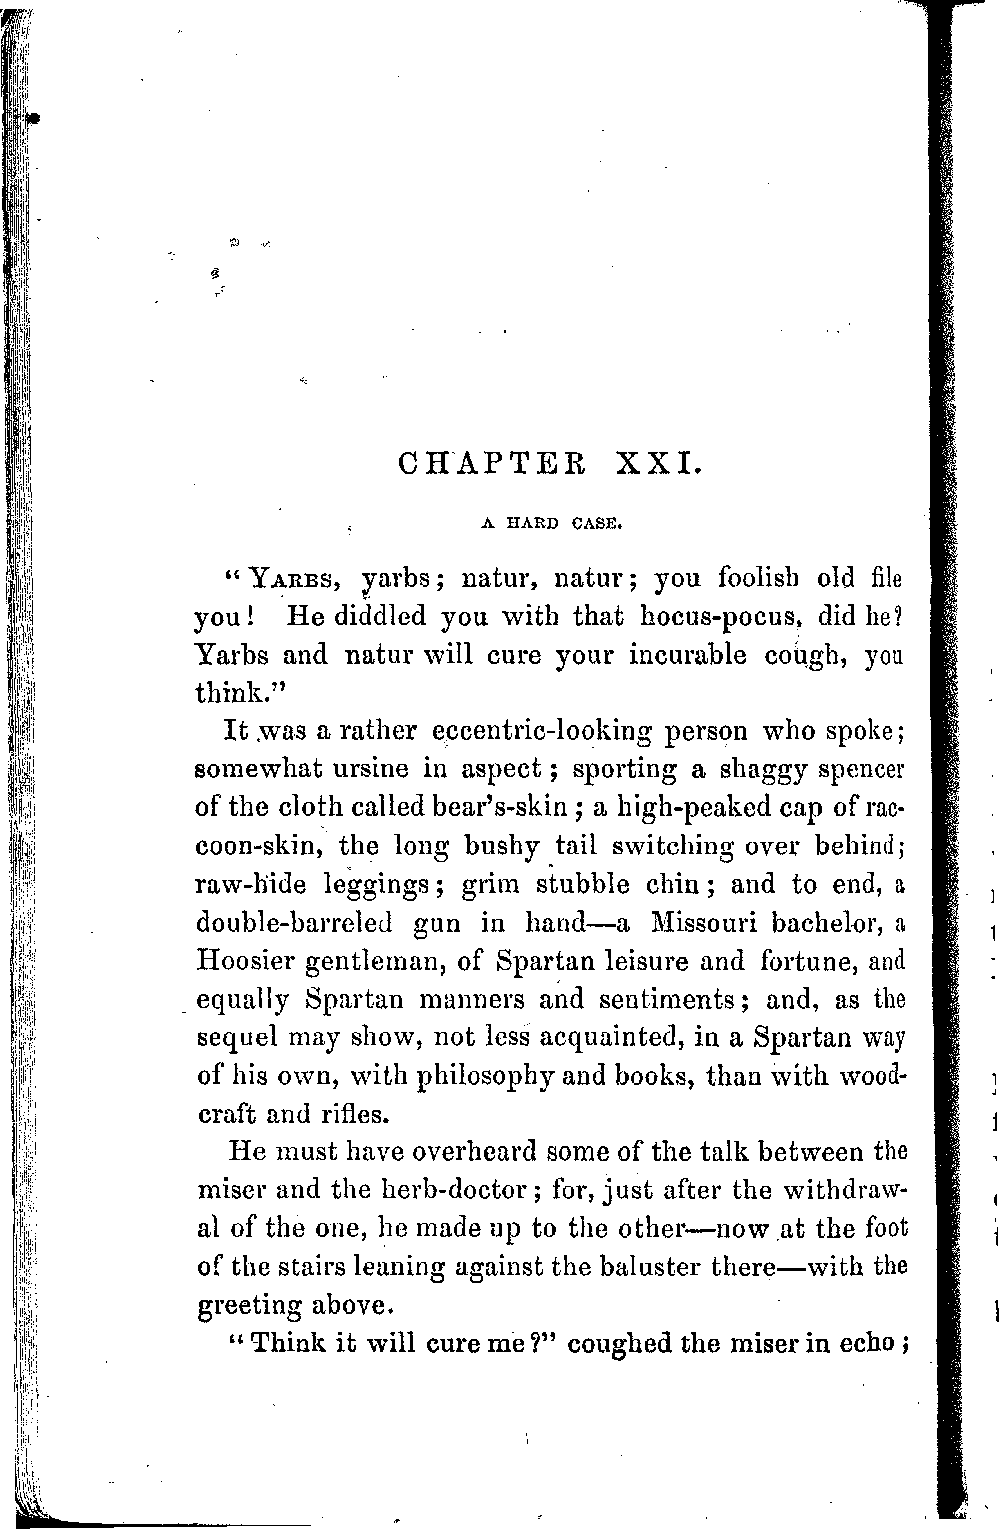 CHAPTER XXI.
A HARD CASE.
“YARBS, yarbs; natur, natur; you foolish old file
you! He diddled you with that hocus-pocus, did he?
Yarbs and natur will cure your incurable cough, you
think.”
It was a rather eccentric-looking person who spoke;
somewhat ursine in aspect; sporting a shaggy spencer
of the cloth called bear’s-skin; a high-peaked cap of rac-
coon-skin, the long bushy tail switching over behind;
raw-hide leggings; grim stubble chin; and to end, a
double-barreled gun in hand—a Missouri bachelor, a
Hoosier gentleman, of Spartan leisure and fortune, and
equally Spartan manners and sentiments; and, as the
sequel may show, not less acquainted, in a Spartan way
of his own, with philosophy and books, than with wood-
craft and rifles.
He must have overheard some of the talk between the
miser and the herb-doctor; for, just after the withdraw-
al of the one, he made up to the other—now at the foot
of the stairs leaning against the baluster there—with the
greeting above.
“Think it will cure me?” coughed the miser in echo;